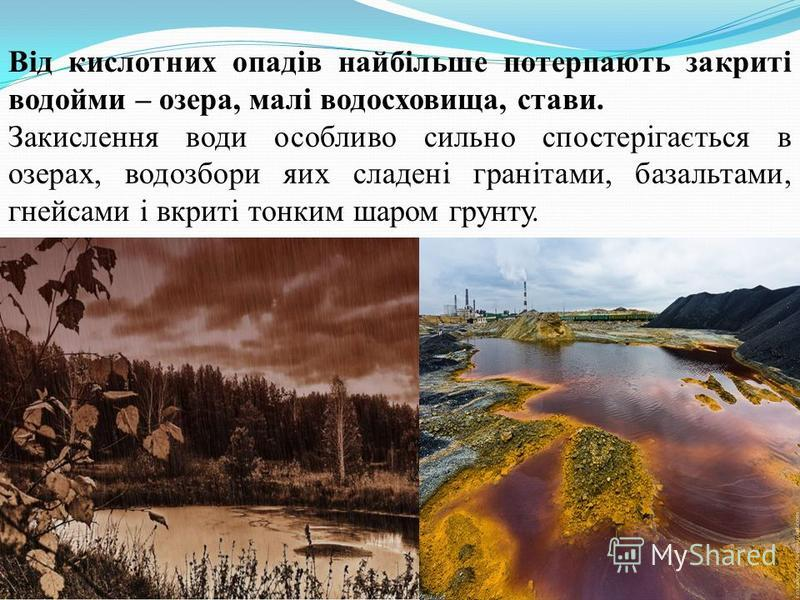 Від кислотних опадів найбільше потерпають закриті
водойми – озера, малі водосховища, стави.
Закислення води особливо сильно спостерігається в
озерах, водозбори яих сладені гранітами, базальтами,
гнейсами і вкриті тонким шаром грунту.
MyShared